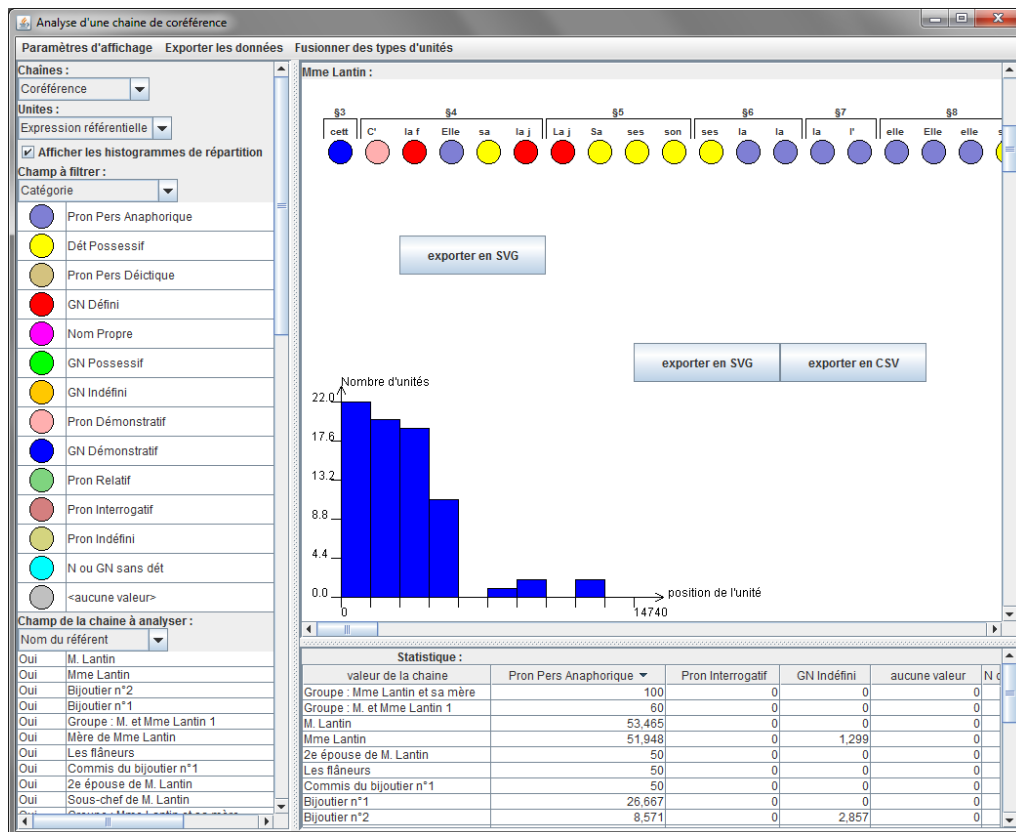 Analyse d'une chaine de coréférence
Paramètres d'affichage Exporter les données Fusionner des types d'unités
Chaînes :
Coréférence
Unites :
Expression référentielle
Afficher les histogrammes de répartition
Champ à filtrer :
Catégorie
Pron Pers Anaphorique
Dét Possessif
Pron Pers Déictique
GN Défini
Nom Propre
GN Possessif
GN Indéfini
Pron Démonstratif
GN Démonstratif
Pron Relatif
Pron Interrogatif
Pron Indéfini
N ou GN sans dét
<aucune valeur>
Champ de la chaine à analyser :
Nom du référent
Oui M. Lantin
Oui Mme Lantin
Oui Bijoutier n°2
Oui Bijoutier n°1
Oui Groupe : M. et Mme Lantin 1
Oui Mère de Mme Lantin
Oui Les flâneurs
Oui Commis du bijoutier n°1
Oui 2e épouse de M. Lantin
Oui Sous-chef de M. Lantin
Mme Lantin :
§3 §4 §5 §6 §7 §8
cett C' la f Elle sa la j La j Sa ses son ses la la la l' elle Elle elle s
exporter en SVG
exporter en SVG exporter en CSV
Nombre d'unités
22.0
17.6
13.2
8.8
4.4
0.0
position de l'unité
0 14740
Statistique :
valeur de la chaine Pron Pers Anaphorique Pron Interrogatif GN Indéfini aucune valeur N o
Groupe : Mme Lantin et sa mère 100 0 0 0
Groupe : M. et Mme Lantin 1 60 0 0 0
M. Lantin 53,465 0 0 0
Mme Lantin 51,948 0 1,299 0
2e épouse de M. Lantin 50 0 0 0
Les flâneurs 50 0 0 0
Commis du bijoutier n°1 50 0 0 0
Bijoutier n°1 26,667 0 0 0
Bijoutier n°2 8,571 0 2,857 0